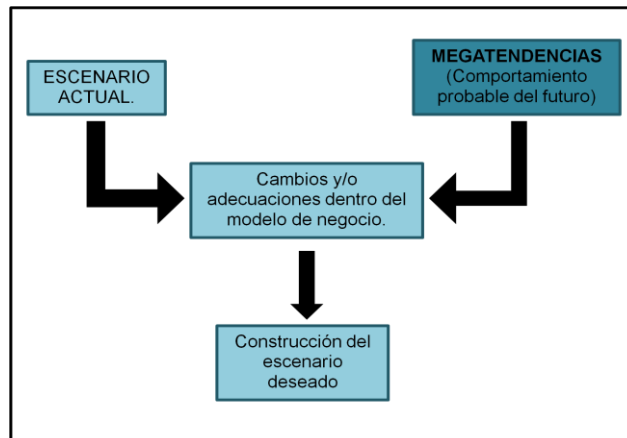 ESCENARIO
ACTUAL.
MEGATENDENCIAS
(Comportamiento
probable del futuro)
Cambios y/o
adecuaciones dentro del
modelo de negocio.
Construcción del
escenario
deseado